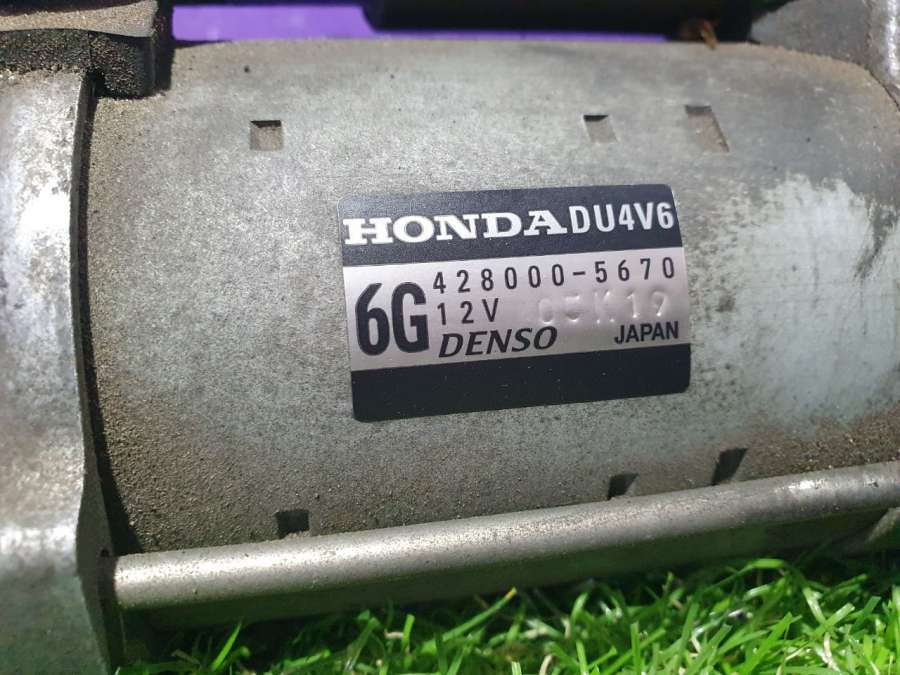 HONDA DU4V6
6G
428000-5670
12V
DENSO JAPAN